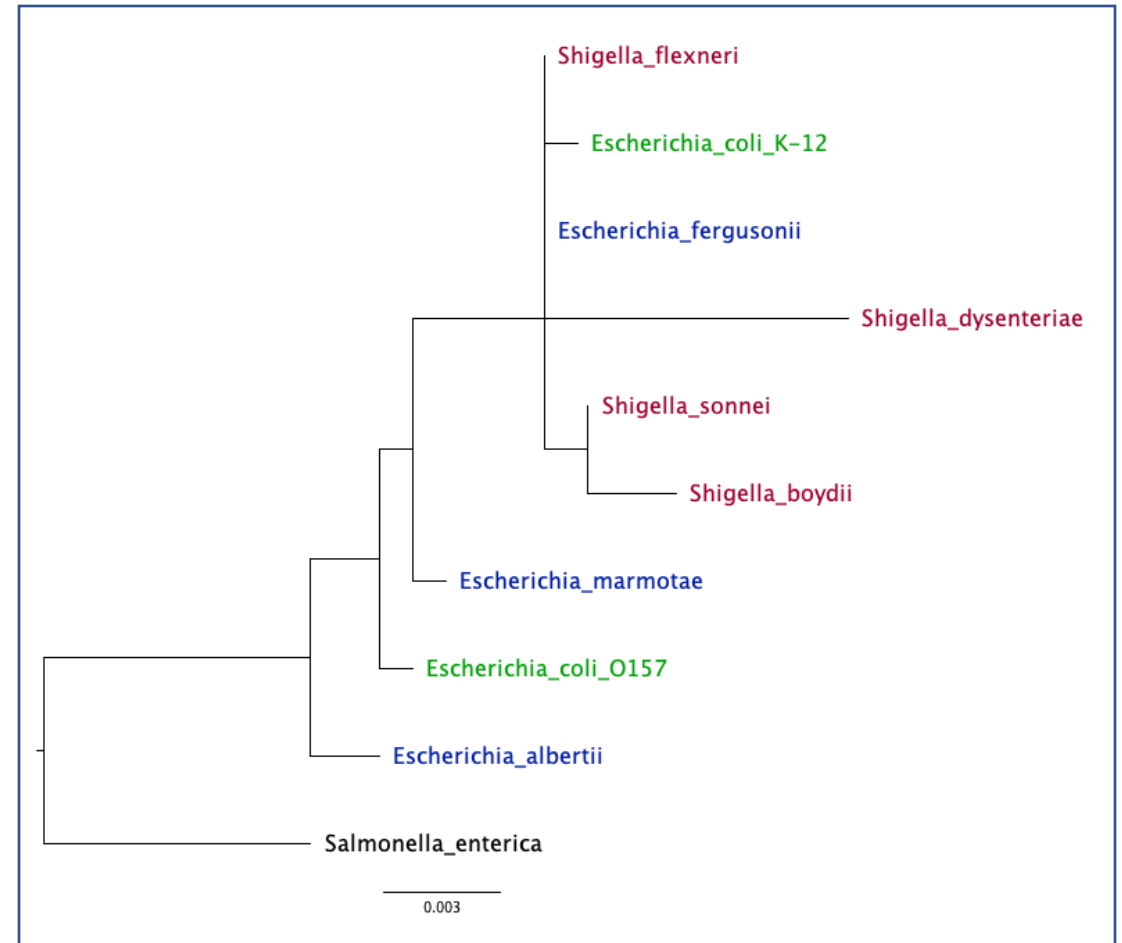 Shigella_flexneri
Escherichia_coli_K-12
Escherichia_fergusonii
Shigella_dysenteriae
Shigella_sonnei
Shigella_boydii
Escherichia_marmotae
Escherichia_coli_O157
Escherichia_albertii
Salmonella_enterica
0.003